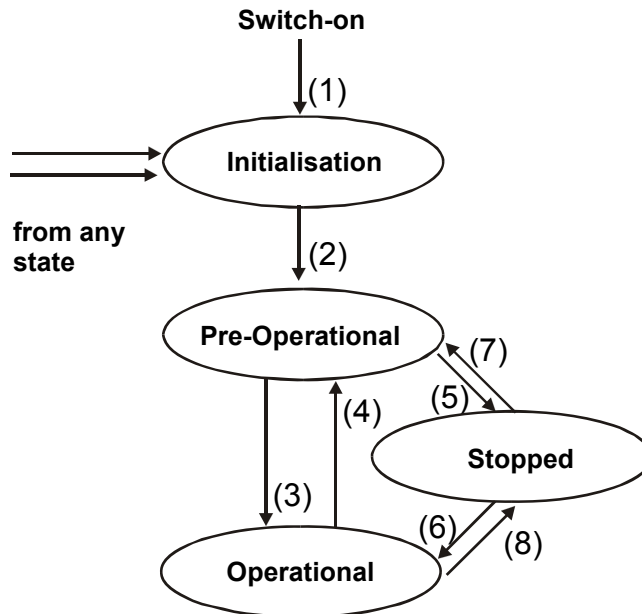 Switch-on
(1)
Initialisation
from any
state
(2)
Pre-Operational
(7)
(5)
(4)
Stopped
(3)
(6)
(8)
Operational